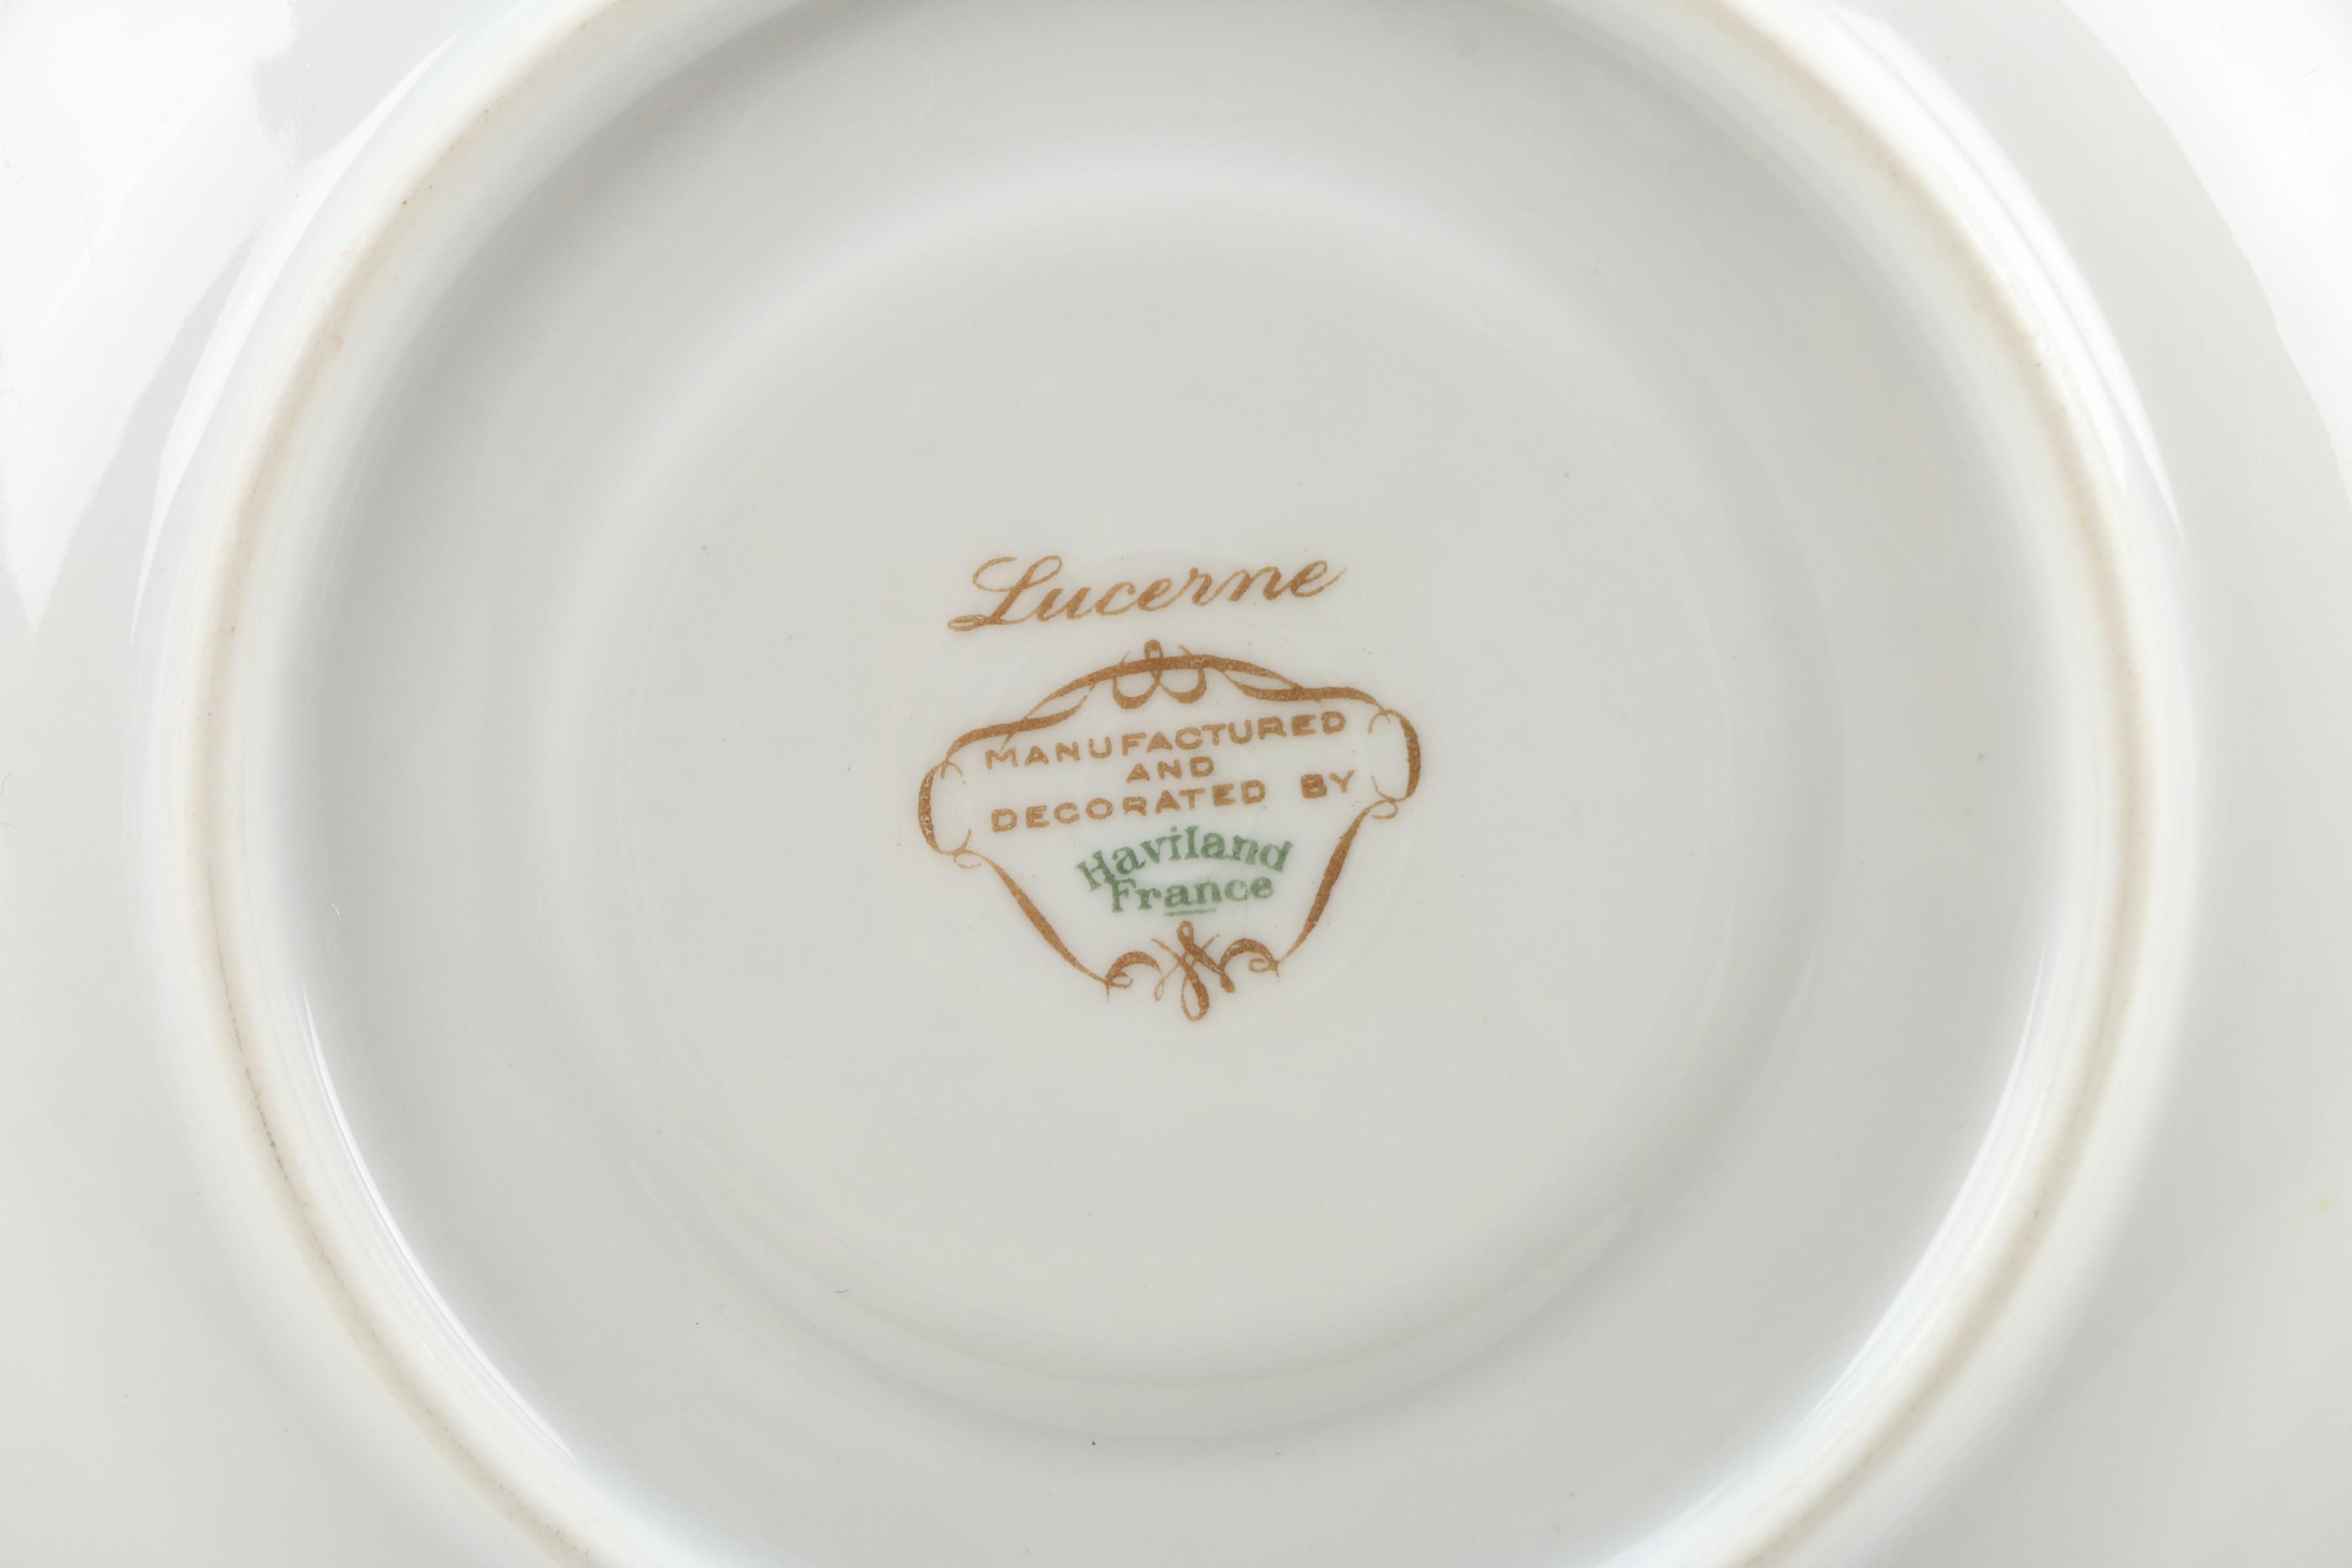 Lucerne
MANUFACTURED
AND
DECORATED BY
Haviland
France